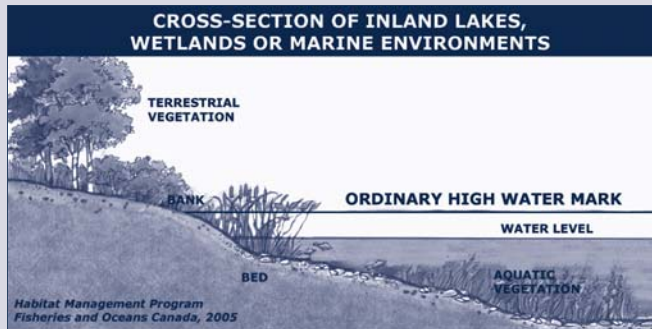 CROSS-SECTION OF INLAND LAKES,
WETLANDS OR MARINE ENVIRONMENTS
TERRESTRIAL
VEGETATION
BANK
ORDINARY HIGH WATER MARK
WATER LEVEL
BED
AQUATIC
VEGETATION
Habitat Management Program
Fisheries and Oceans Canada, 2005